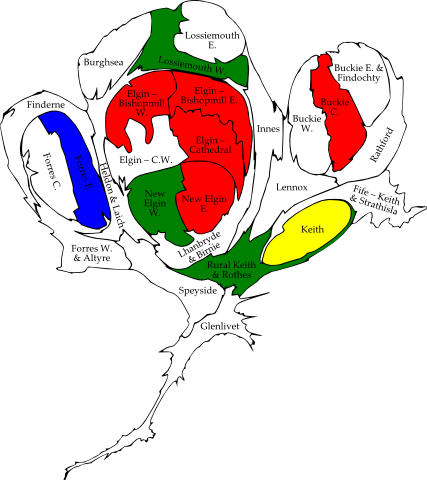 Lossiemouth
E.
Burghsea
Lossiemouth W.
Buckie E. &
Findochty
Elgin –
Bishopmill
W.
Elgin –
Bishopmill E.
Buckie
C.
Finderne
Buckie
W.
Innes
Rathford
Elgin –
Cathedral
Elgin – C.W.
Forres C.
Forres E.
Heldon & Laich
Lennox
Fife – Keith
& Strathisla
New
Elgin
W.
New Elgin
E.
Keith
Lhanbryde
& Birnie
Forres W.
& Altyre
Rural Keith
& Rothes
Speyside
Glenlivet